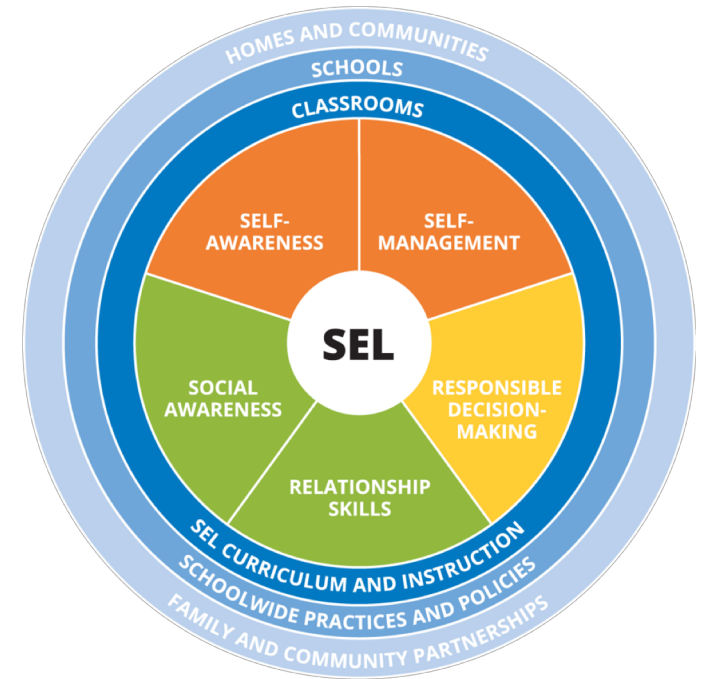 HOMES AND COMMUNITIES
SCHOOLS
CLASSROOMS
SELF-
AWARENESS
SELF-
MANAGEMENT
SEL
SOCIAL
AWARENESS
RESPONSIBLE
DECISION-
MAKING
RELATIONSHIP
SKILLS
SEL CURRICULUM AND INSTRUCTION
SCHOOLWIDE PRACTICES AND POLICIES
FAMILY AND COMMUNITY PARTNERSHIPS